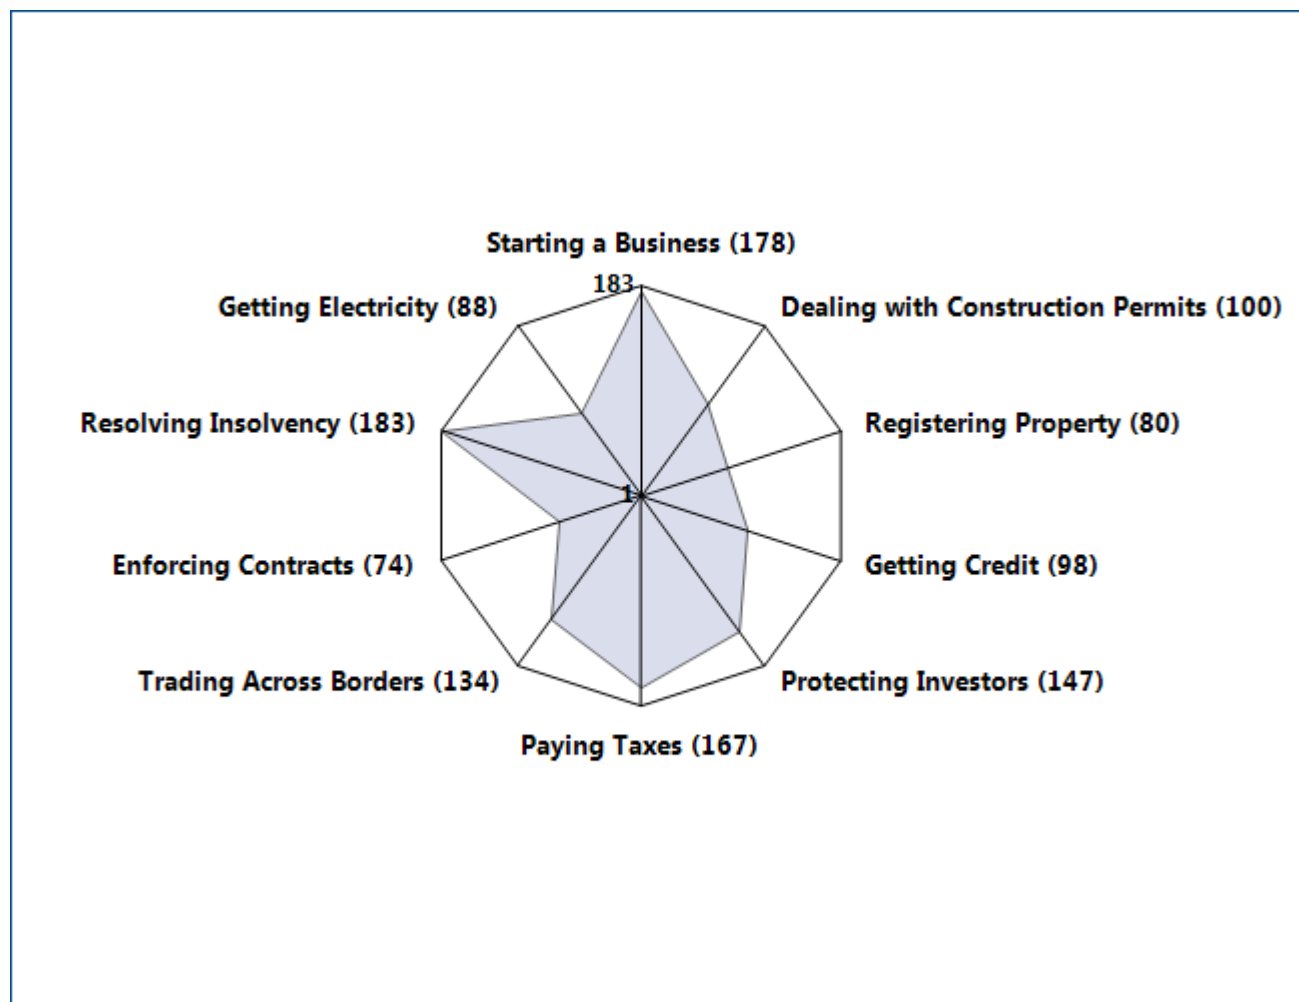 Starting a Business (178)
183
Getting Electricity (88)
Dealing with Construction Permits (100)
Resolving Insolvency (183)
Registering Property (80)
1
Enforcing Contracts (74)
Getting Credit (98)
Trading Across Borders (134)
Protecting Investors (147)
Paying Taxes (167)